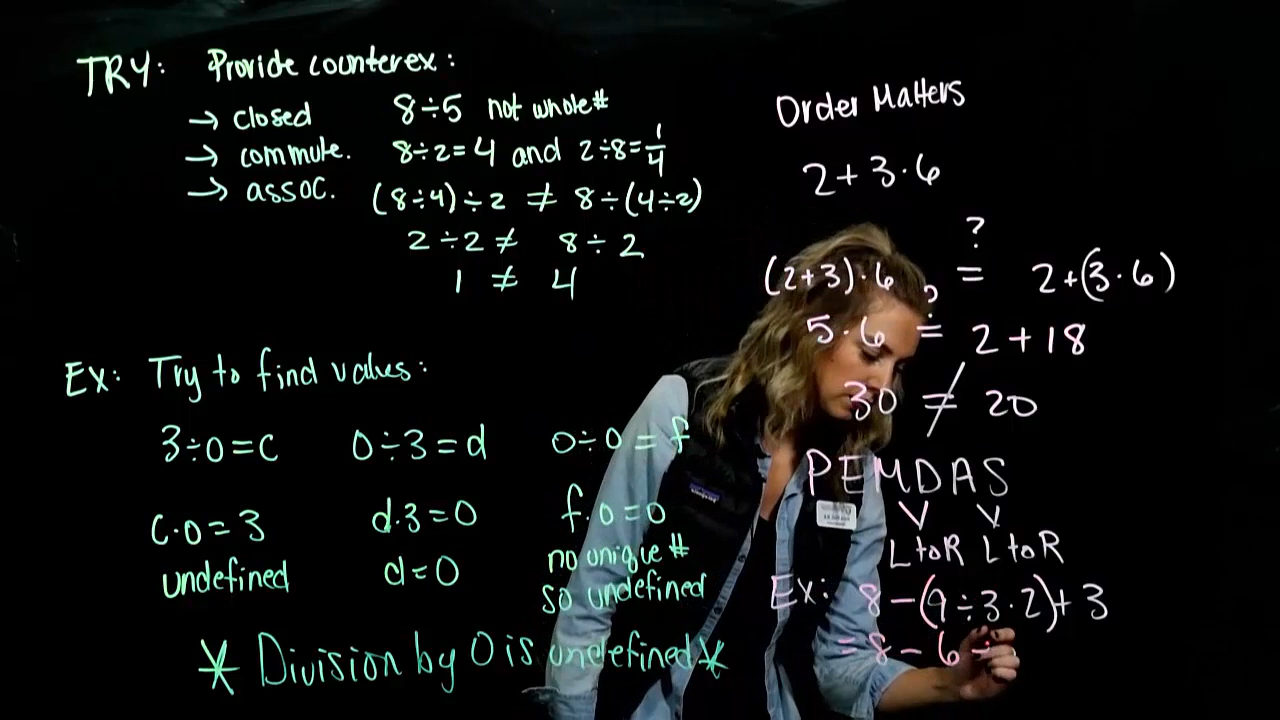 TRY: Provide counterex:
→ closed 8÷5 not whole#
→ commute. 8÷2=4 and 2÷8=1/4
→ assoc. (8÷4)÷2 ≠ 8÷(4÷2)
2÷2 ≠ 8÷2
1 ≠ 4
Ex: Try to find values:
3÷0=c 0÷3=d 0÷0=f
c·0=3 d·3=0 f·0=0
undefined d=0 no unique #
so undefined
* Division by 0 is undefined *
Order Matters
2+3·6
?
(2+3)·6 = 2+(3·6)
?
5·6 = 2+18
30 ≠ 20
PEMDAS
L to R L to R
Ex: 8-(9÷3·2)+3
=8-6